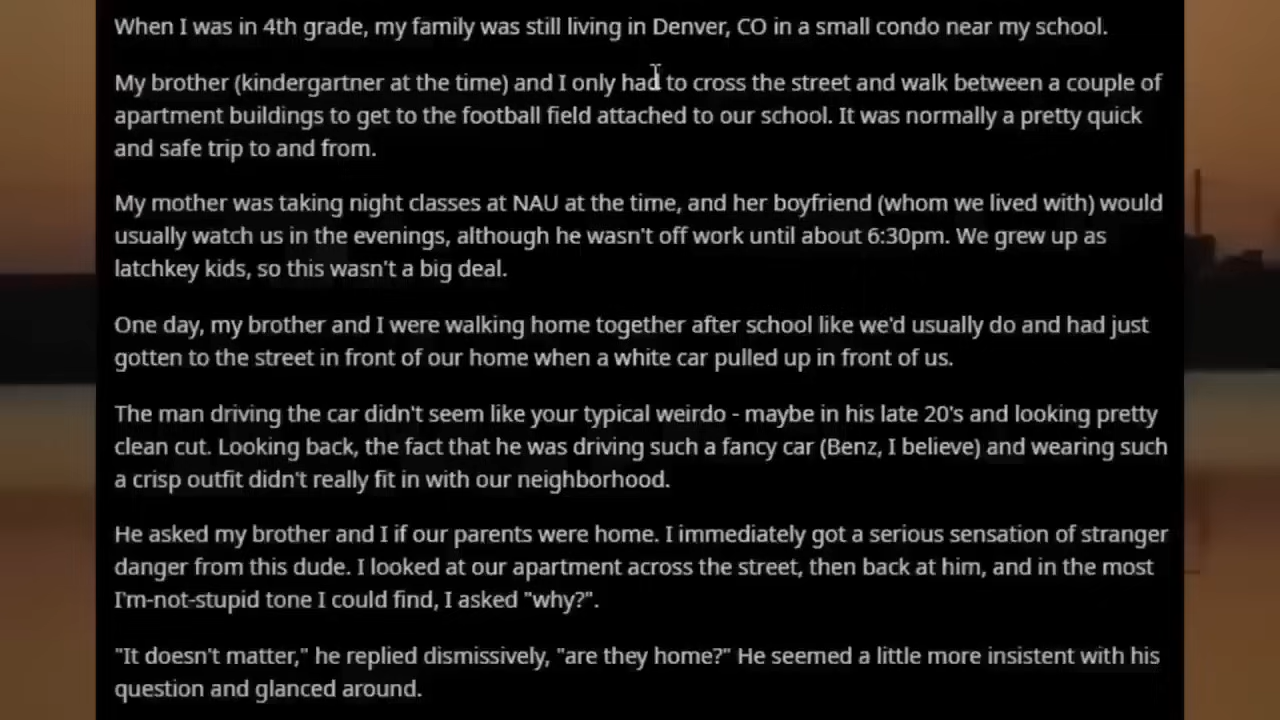 When I was in 4th grade, my family was still living in Denver, CO in a small condo near my school.
My brother (kindergartner at the time) and I only had to cross the street and walk between a couple of
apartment buildings to get to the football field attached to our school. It was normally a pretty quick
and safe trip to and from.
My mother was taking night classes at NAU at the time, and her boyfriend (whom we lived with) would
usually watch us in the evenings, although he wasn't off work until about 6:30pm. We grew up as
latchkey kids, so this wasn't a big deal.
One day, my brother and I were walking home together after school like we'd usually do and had just
gotten to the street in front of our home when a white car pulled up in front of us.
The man driving the car didn't seem like your typical weirdo - maybe in his late 20's and looking pretty
clean cut. Looking back, the fact that he was driving such a fancy car (Benz, I believe) and wearing such
a crisp outfit didn't really fit in with our neighborhood.
He asked my brother and I if our parents were home. I immediately got a serious sensation of stranger
danger from this dude. I looked at our apartment across the street, then back at him, and in the most
I'm-not-stupid tone I could find, I asked "why?".
"It doesn't matter," he replied dismissively, "are they home?" He seemed a little more insistent with his
question and glanced around.